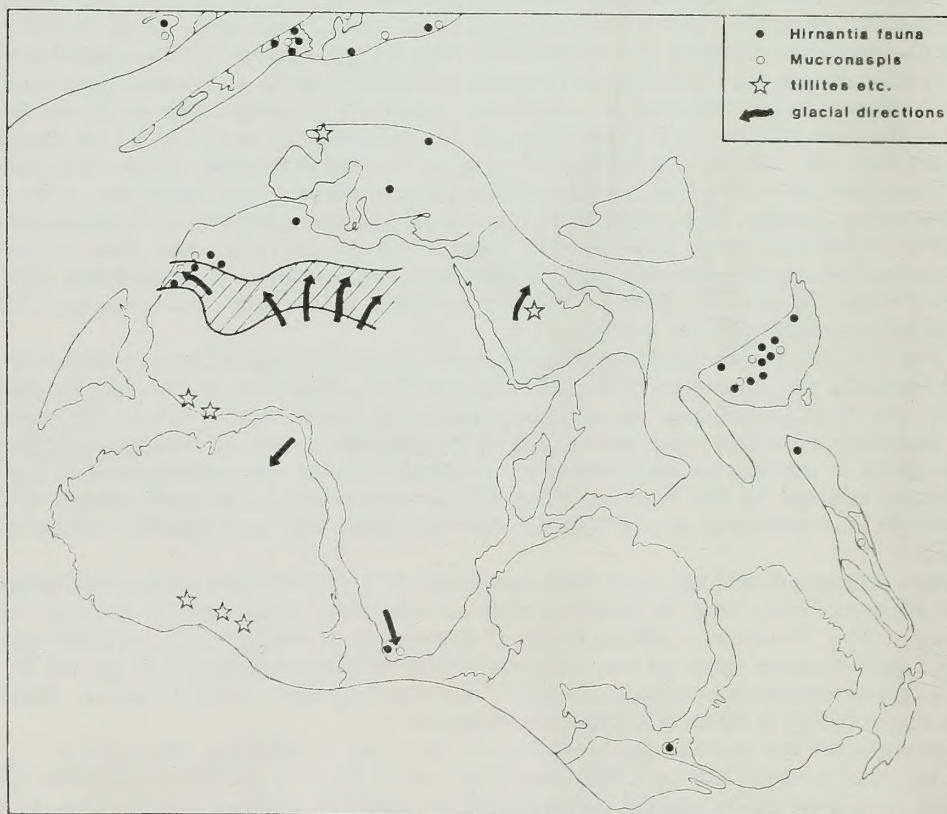 Hirnantia fauna
Mucronaspis
tillites etc.
glacial directions